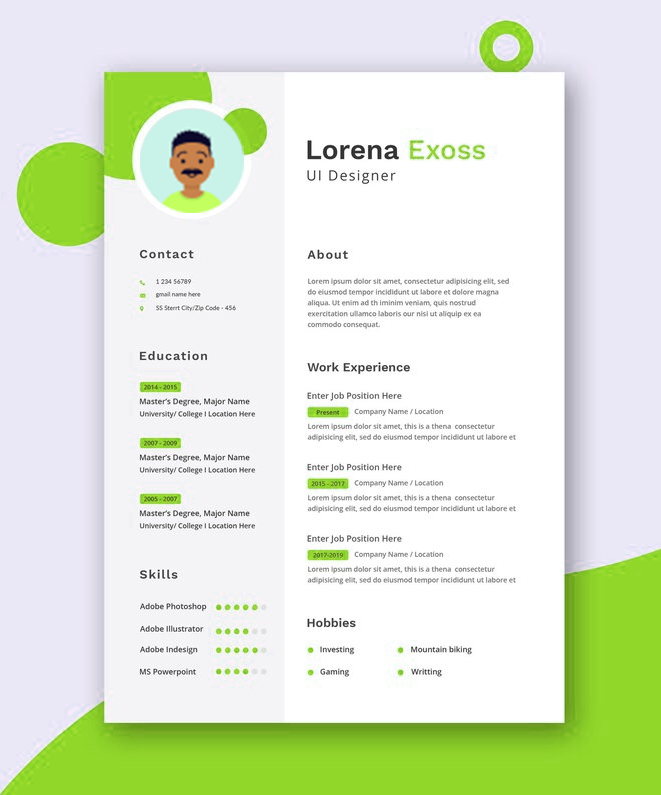 Lorena Exoss
UI Designer
Contact
1 234 56789
gmail name here
SS Sterrt City/Zip Code - 456
Education
2014 - 2015
Master's Degree, Major Name
University/ College I Location Here
2007 - 2009
Master's Degree, Major Name
University/ College I Location Here
2005 - 2007
Master's Degree, Major Name
University/ College I Location Here
Skills
Adobe Photoshop
Adobe Illustrator
Adobe Indesign
MS Powerpoint
About
Lorem ipsum dolor sit amet, consectetur adipisicing elit, sed
do eiusmod tempor incididunt ut labore et dolore magna
aliqua. Ut enim ad th iminim veniam, quis nostrud
exercitation ullamco laboris our nisi ut aliquip ex ea
commodo consequat.
Work Experience
Enter Job Position Here
Present Company Name / Location
Lorem ipsum dolor sit amet, this is a thena consectetur
adipisicing elit, sed do eiusmod tempor incididunt ut labore et
Enter Job Position Here
2015 - 2017 Company Name / Location
Lorem ipsum dolor sit amet, this is a thena consectetur
adipisicing elit, sed do eiusmod tempor incididunt ut labore et
Enter Job Position Here
2017-2019 Company Name / Location
Lorem ipsum dolor sit amet, this is a thena consectetur
adipisicing elit, sed do eiusmod tempor incididunt ut labore et
Hobbies
Investing Mountain biking
Gaming Writting